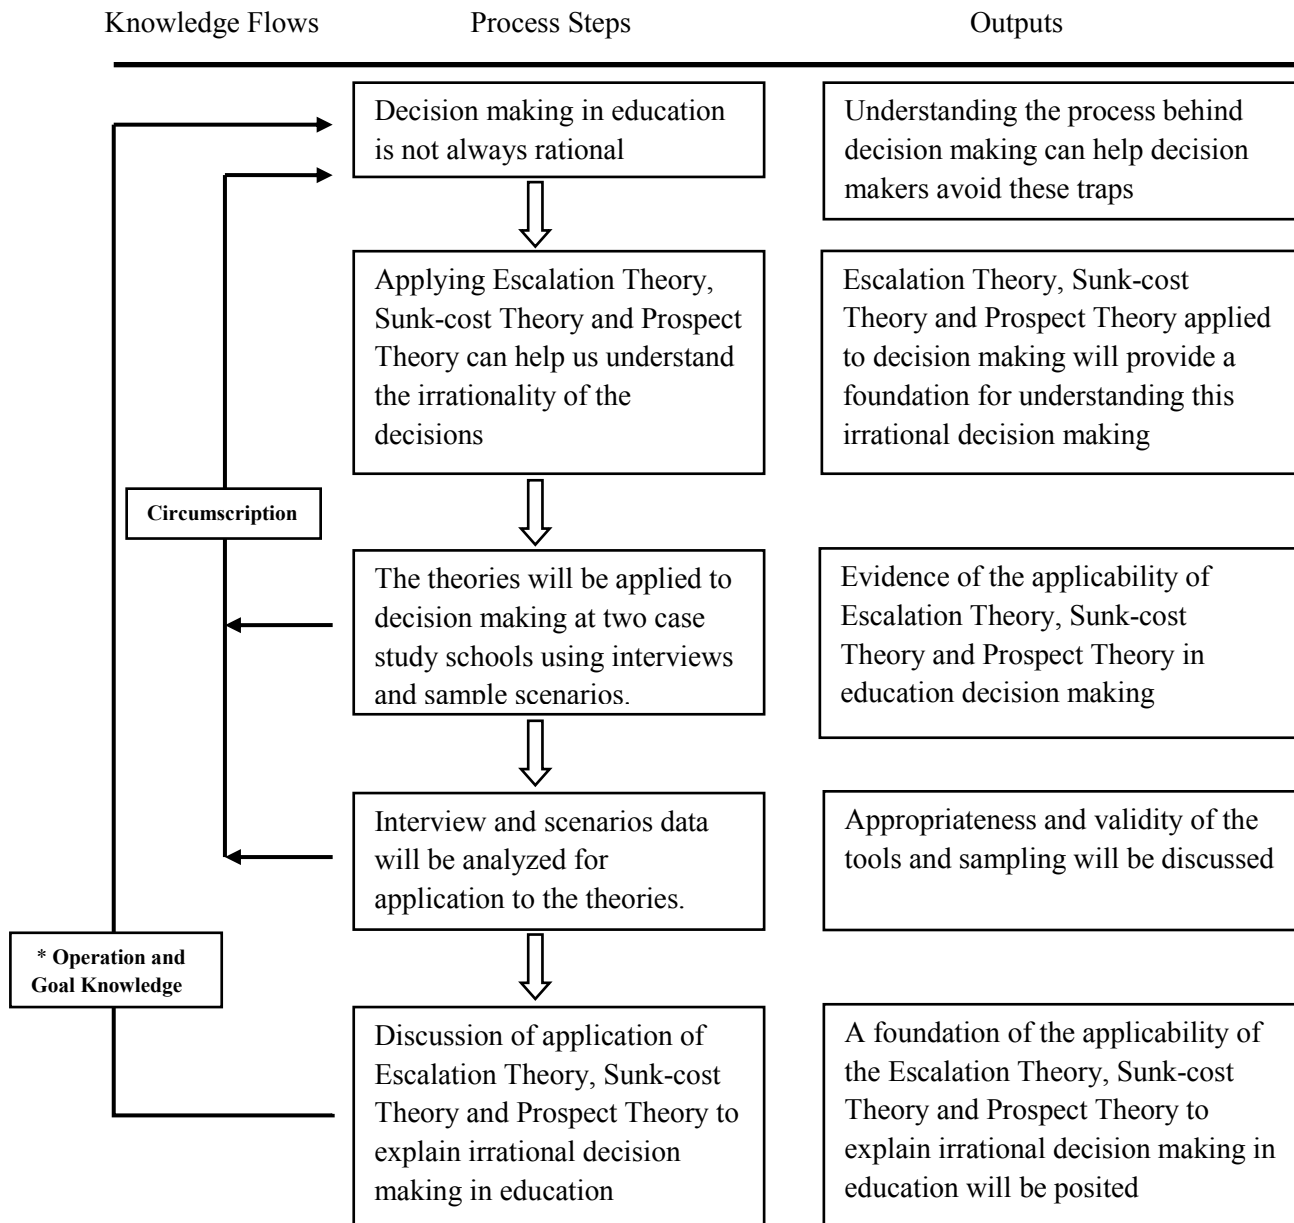 Knowledge Flows
Process Steps
Outputs
Decision making in education
is not always rational
Understanding the process behind
decision making can help decision
makers avoid these traps
Applying Escalation Theory,
Sunk-cost Theory and Prospect
Theory can help us understand
the irrationality of the
decisions
Escalation Theory, Sunk-cost
Theory and Prospect Theory applied
to decision making will provide a
foundation for understanding this
irrational decision making
Circumscription
The theories will be applied to
decision making at two case
study schools using interviews
and sample scenarios.
Evidence of the applicability of
Escalation Theory, Sunk-cost
Theory and Prospect Theory in
education decision making
Interview and scenarios data
will be analyzed for
application to the theories.
Appropriateness and validity of the
tools and sampling will be discussed
* Operation and
Goal Knowledge
Discussion of application of
Escalation Theory, Sunk-cost
Theory and Prospect Theory to
explain irrational decision
making in education
A foundation of the applicability of
the Escalation Theory, Sunk-cost
Theory and Prospect Theory to
explain irrational decision making in
education will be posited